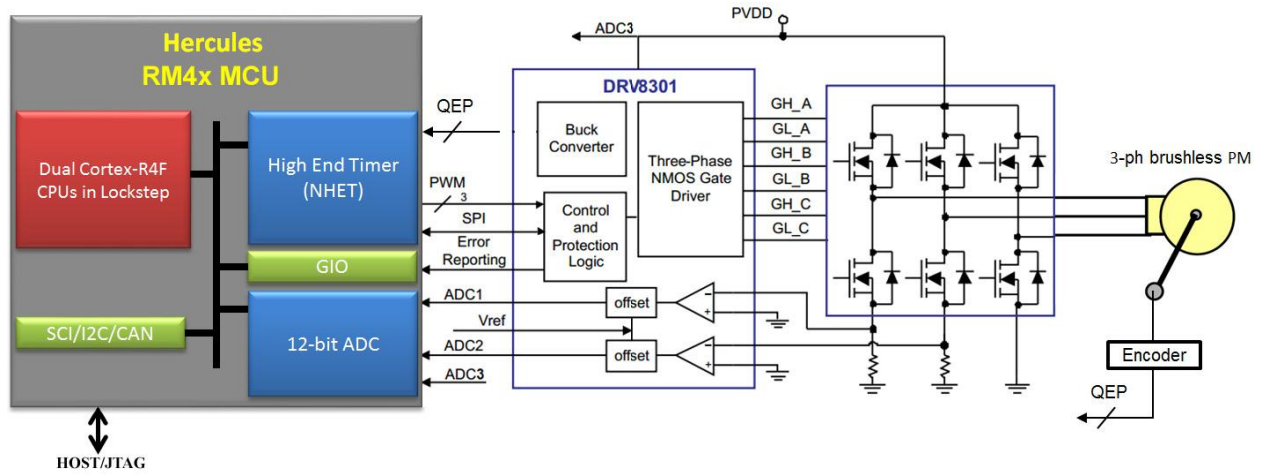 Hercules
RM4x MCU
Dual Cortex-R4F
CPUs in Lockstep
High End Timer
(NHET)
GIO
SCI/I2C/CAN
12-bit ADC
HOST/JTAG
QEP
PWM
3
SPI
Error
Reporting
ADC1
Vref
ADC2
ADC3
ADC3
PVDD
DRV8301
Buck
Converter
Three-Phase
NMOS Gate
Driver
Control
and
Protection
Logic
offset
offset
−
+
−
+
GH_A
GL_A
GH_B
GL_B
GH_C
GL_C
3-ph brushless PM
Encoder
QEP